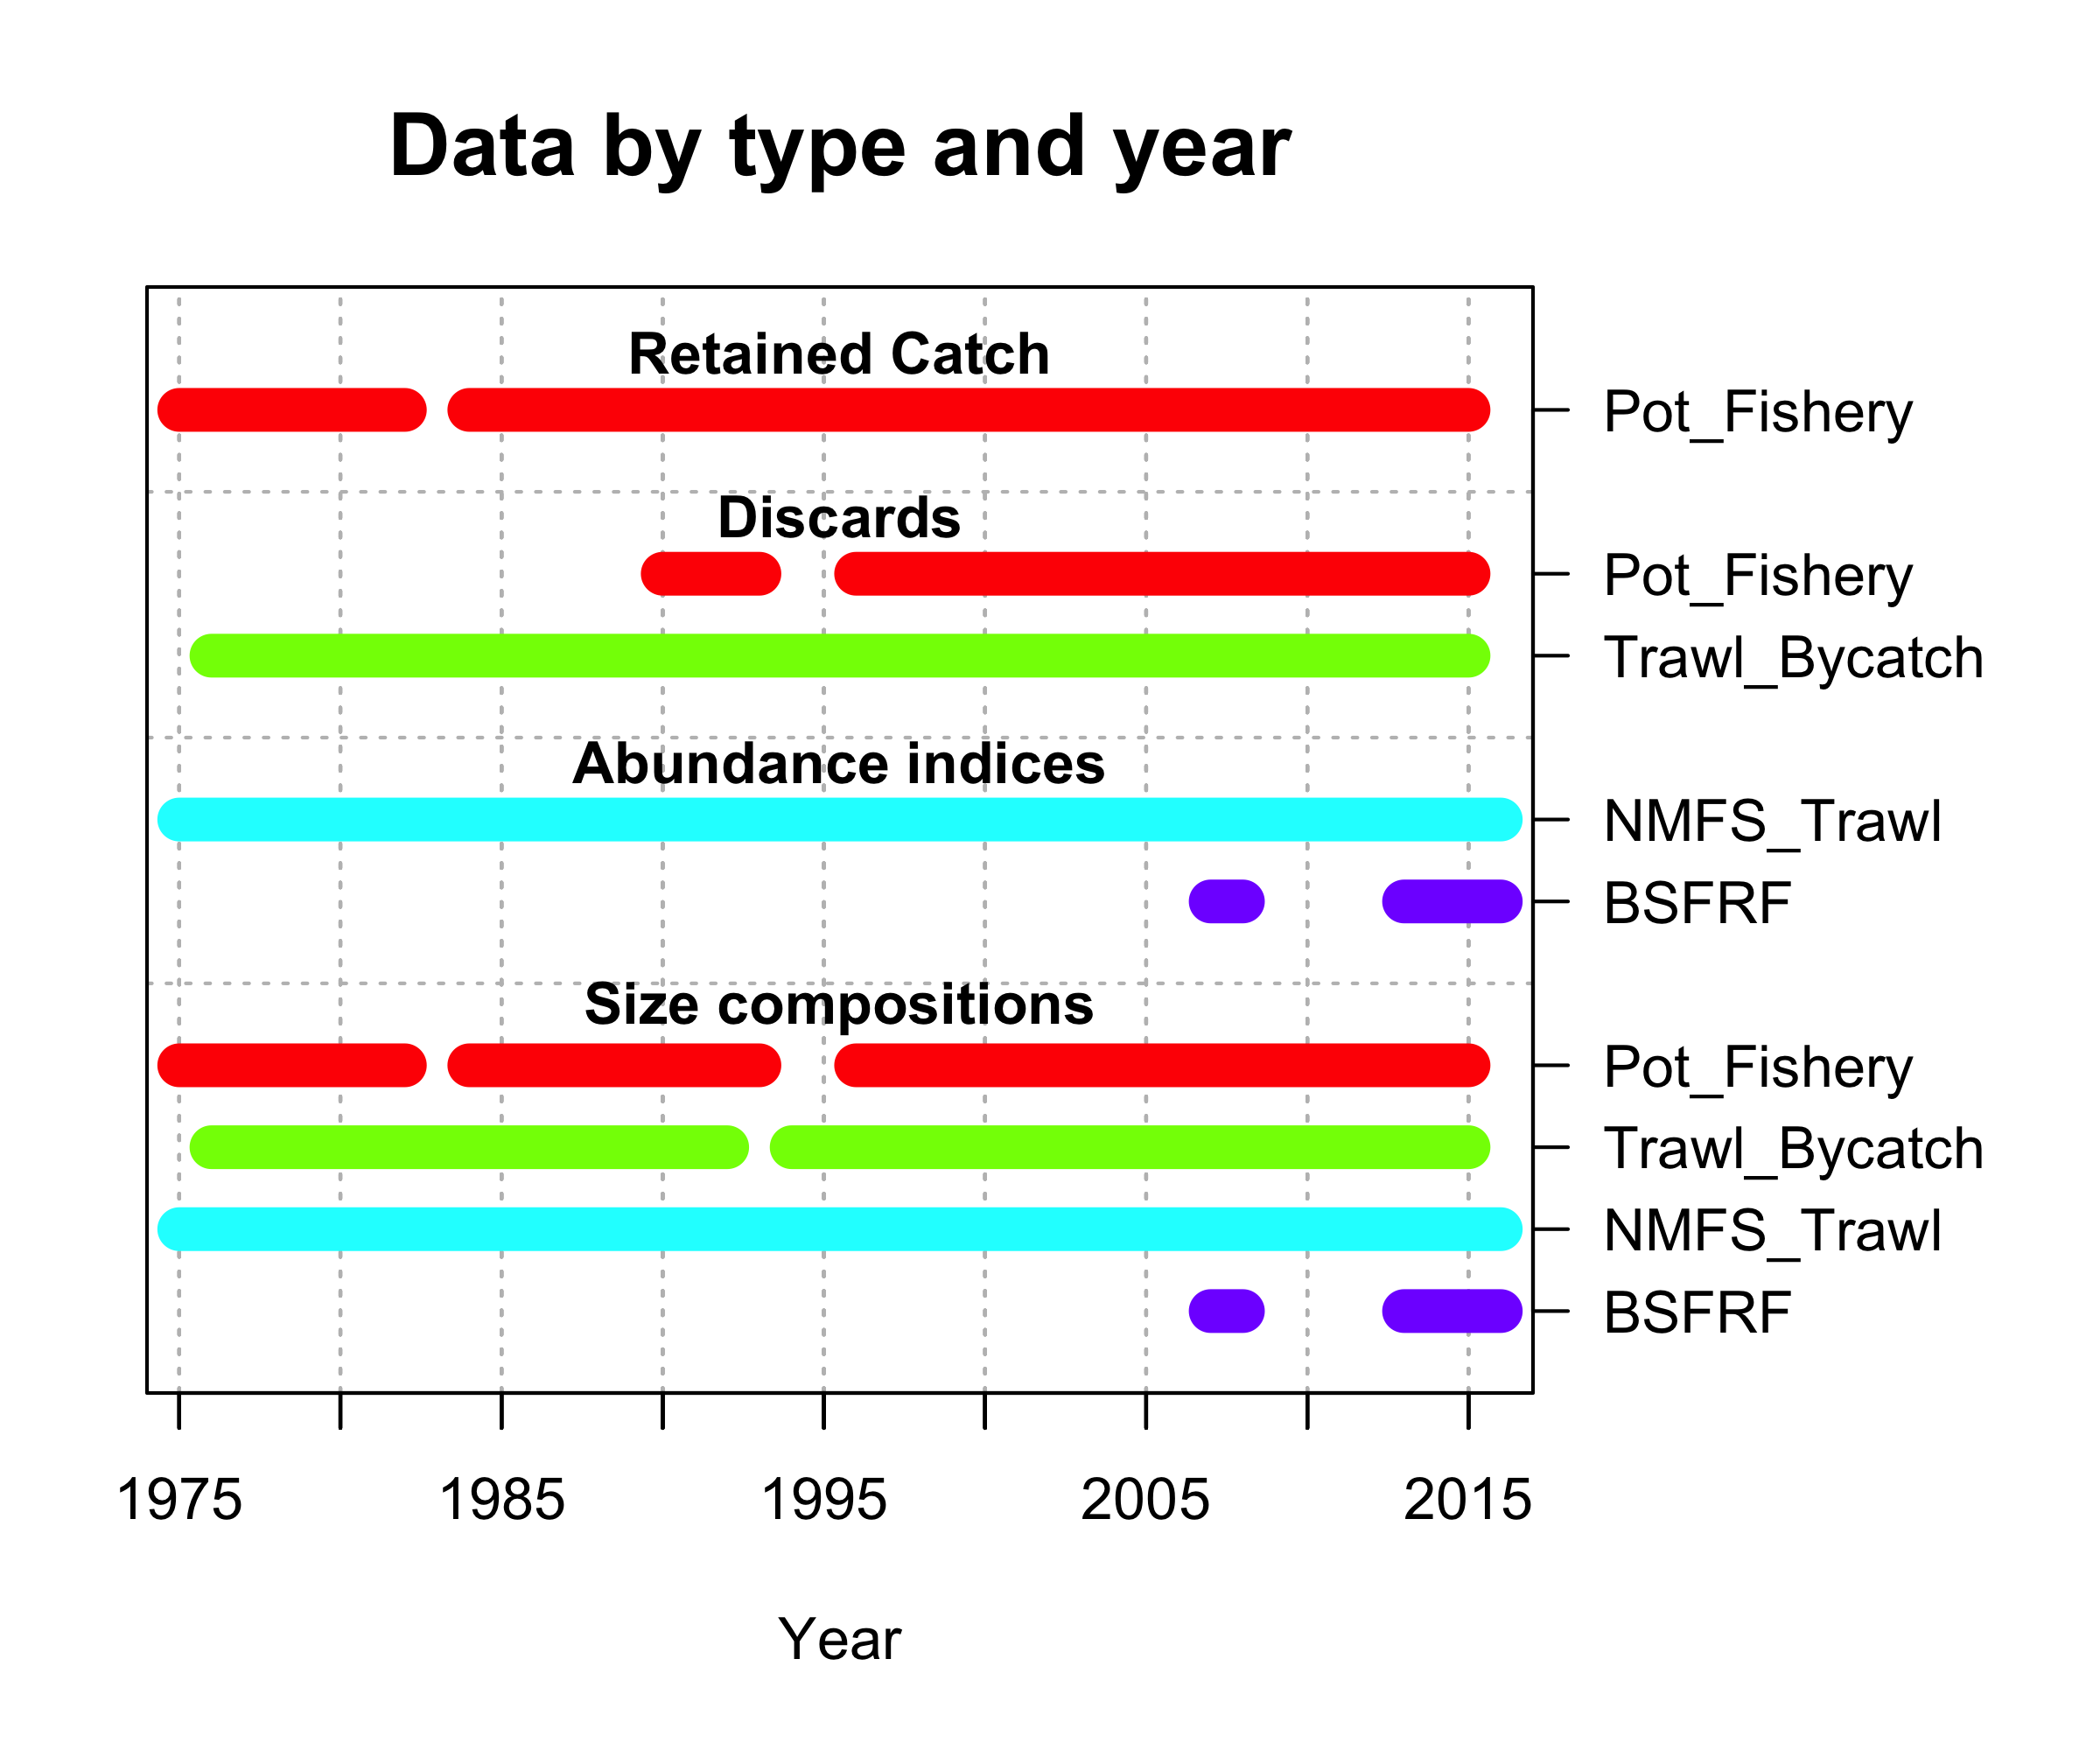 Data by type and year
Retained Catch
Pot_Fishery
Discards
Pot_Fishery
Trawl_Bycatch
Abundance indices
NMFS_Trawl
BSFRF
Size compositions
Pot_Fishery
Trawl_Bycatch
NMFS_Trawl
BSFRF
1975 1985 1995 2005 2015
Year